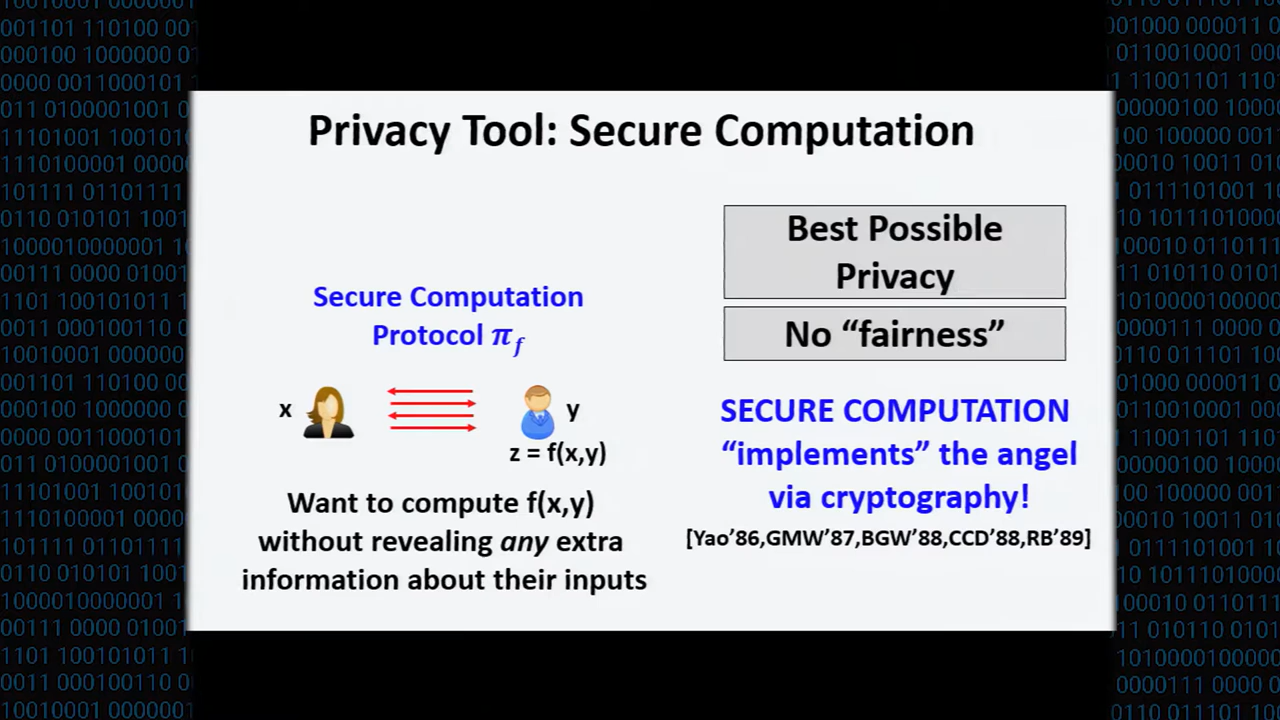 Privacy Tool: Secure Computation
Secure Computation
Protocol π_f
x
y
z = f(x,y)
Want to compute f(x,y)
without revealing any extra
information about their inputs
Best Possible
Privacy
No “fairness”
SECURE COMPUTATION
“implements” the angel
via cryptography!
[Yao’86,GMW’87,BGW’88,CCD’88,RB’89]